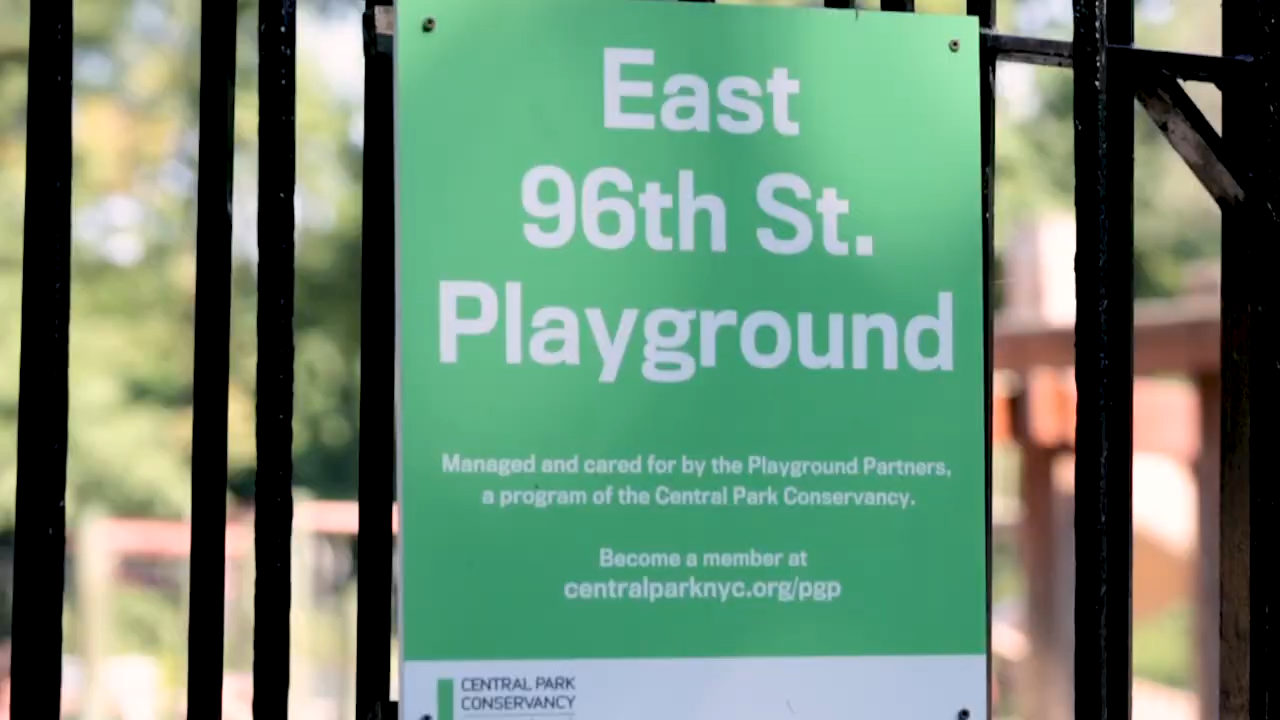 East
96th St.
Playground
Managed and cared for by the Playground Partners,
a program of the Central Park Conservancy.
Become a member at
centralparknyc.org/pgp
CENTRAL PARK
CONSERVANCY